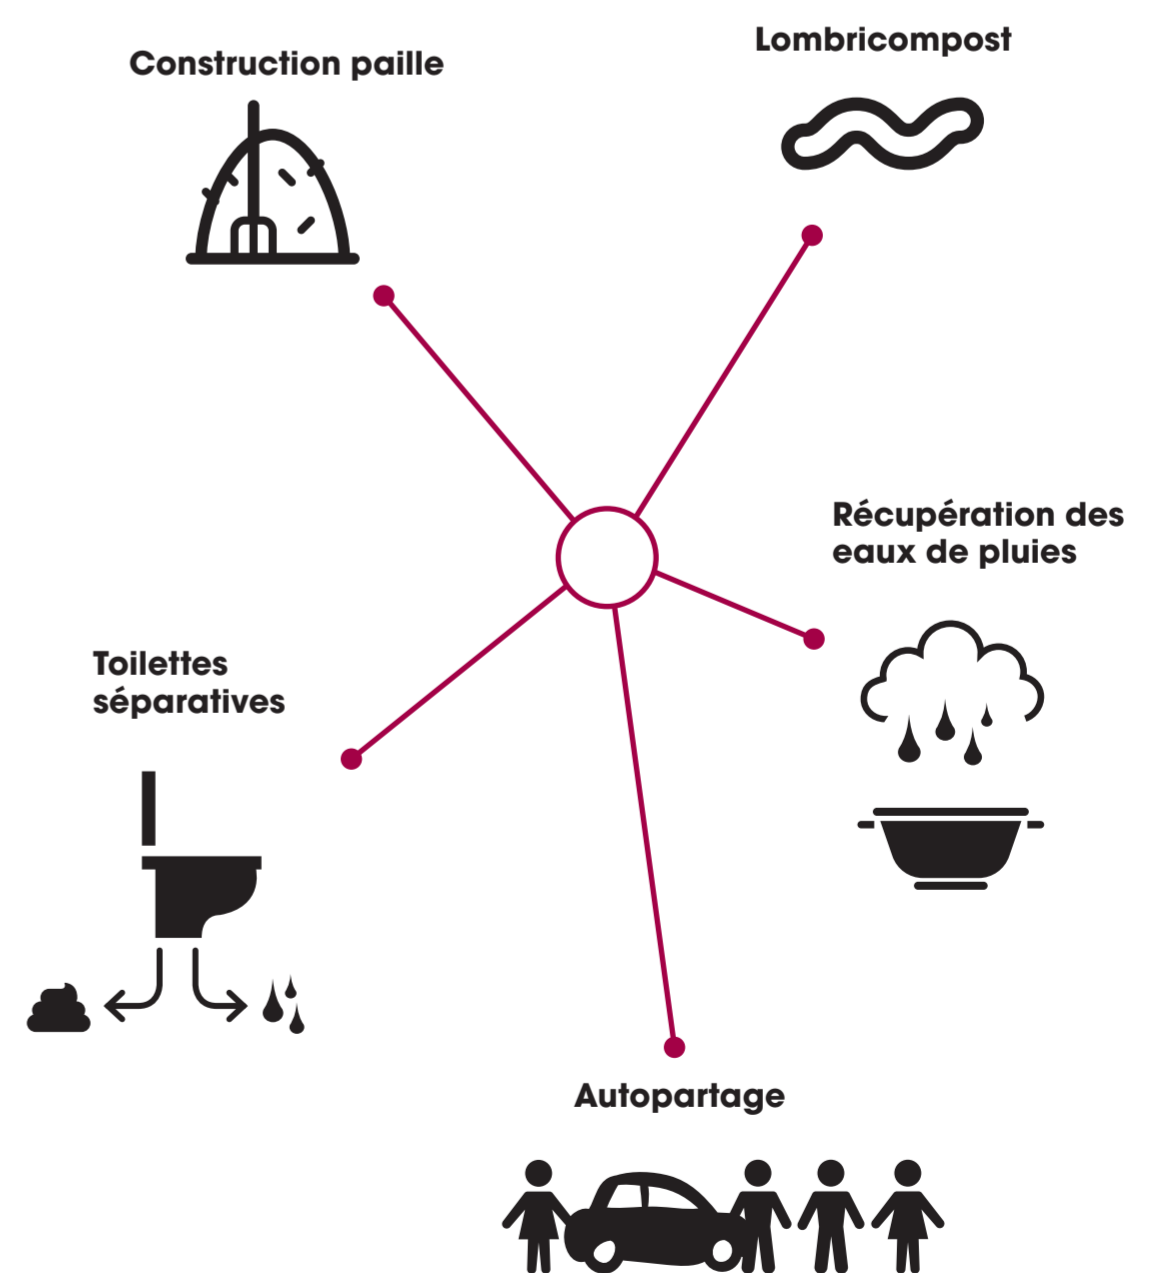 Construction paille
Lombricompost
Récupération des
eaux de pluies
Toilettes
séparatives
Autopartage